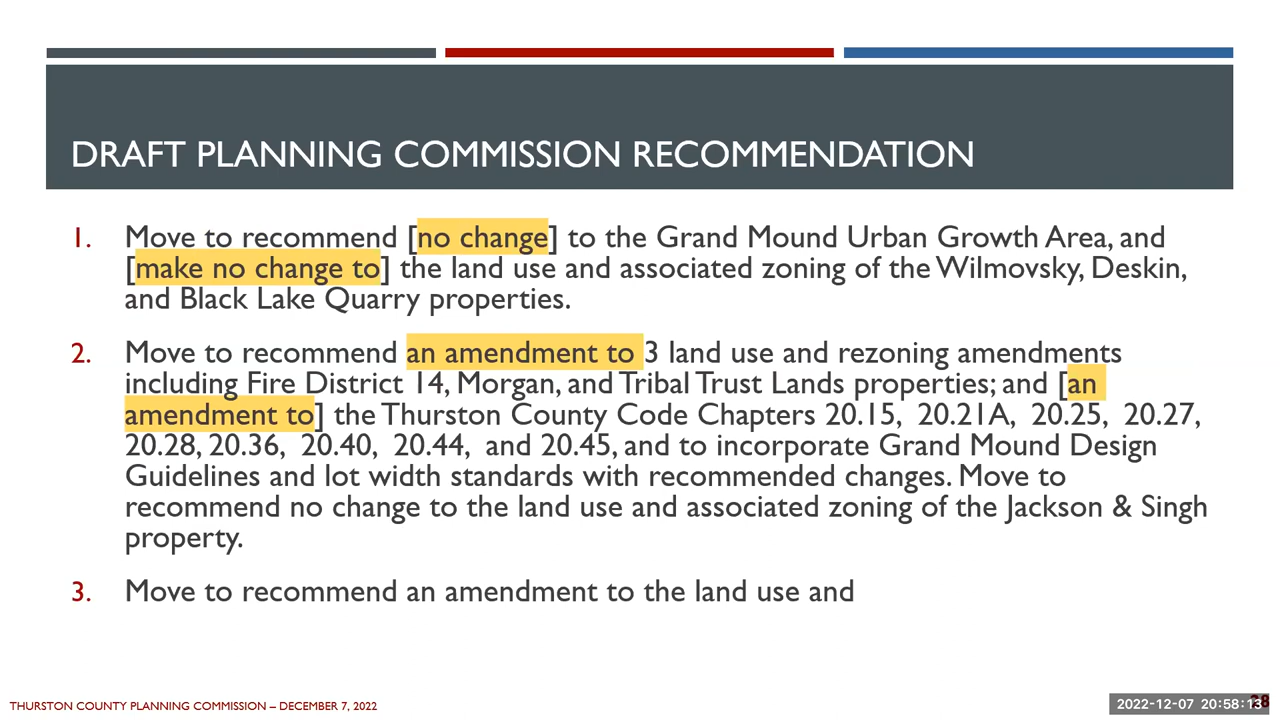 DRAFT PLANNING COMMISSION RECOMMENDATION
1. Move to recommend [no change] to the Grand Mound Urban Growth Area, and
[make no change to] the land use and associated zoning of the Wilmovsky, Deskin,
and Black Lake Quarry properties.
2. Move to recommend an amendment to 3 land use and rezoning amendments
including Fire District 14, Morgan, and Tribal Trust Lands properties; and [an
amendment to] the Thurston County Code Chapters 20.15, 20.21A, 20.25, 20.27,
20.28, 20.36, 20.40, 20.44, and 20.45, and to incorporate Grand Mound Design
Guidelines and lot width standards with recommended changes. Move to
recommend no change to the land use and associated zoning of the Jackson & Singh
property.
3. Move to recommend an amendment to the land use and
THURSTON COUNTY PLANNING COMMISSION – DECEMBER 7, 2022
2022-12-07 20:58:13